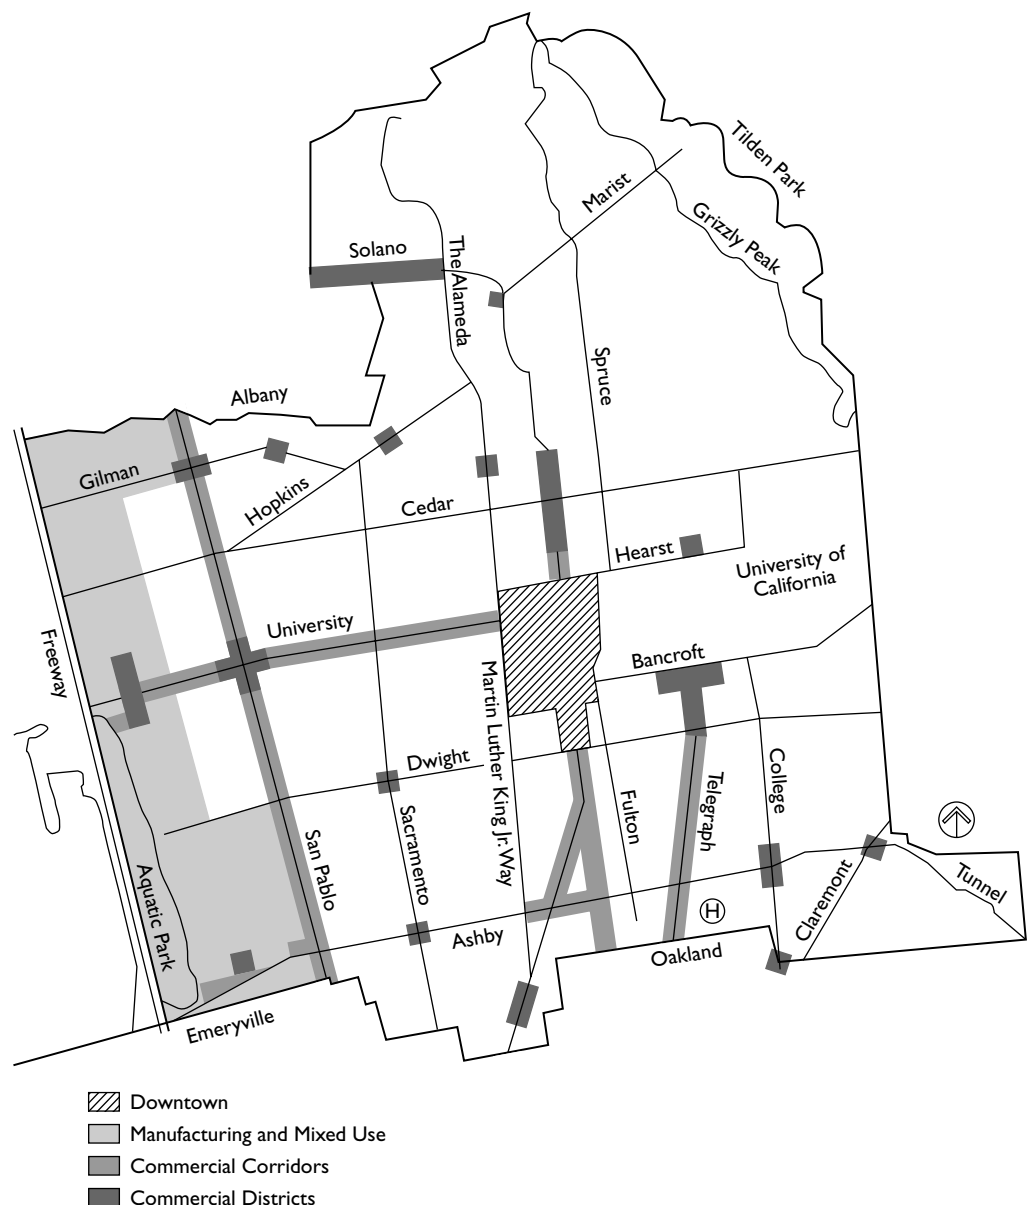 Tilden Park
Marist
Grizzly Peak
Solano
The Alameda
Spruce
Albany
Gilman
Hopkins
Cedar
Hearst
University of
California
University
Freeway
Bancroft
Martin Luther King Jr. Way
Dwight
College
Telegraph
Fulton
Sacramento
San Pablo
Aquatic Park
Claremont
Tunnel
H
Ashby
Oakland
Emeryville
Downtown
Manufacturing and Mixed Use
Commercial Corridors
Commercial Districts